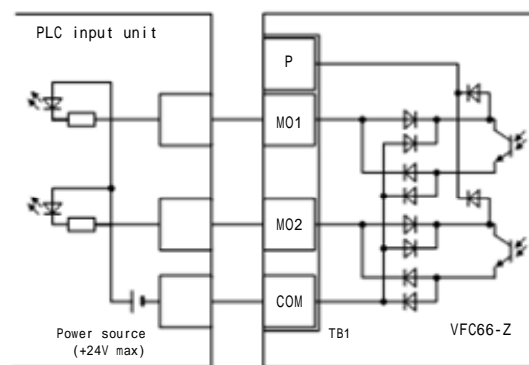 PLC input unit
P
MO1
MO2
COM
Power source
(+24V max)
TB1
VFC66-Z